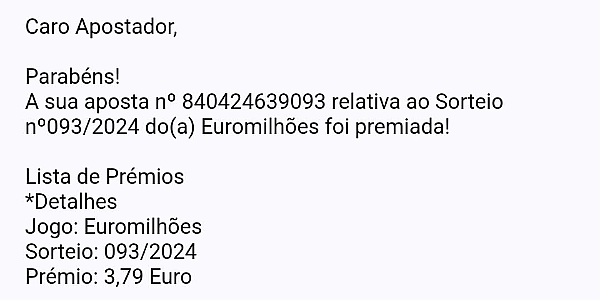 Caro Apostador,
Parabéns!
A sua aposta nº 840424639093 relativa ao Sorteio
nº093/2024 do(a) Euromilhões foi premiada!
Lista de Prémios
*Detalhes
Jogo: Euromilhões
Sorteio: 093/2024
Prémio: 3,79 Euro